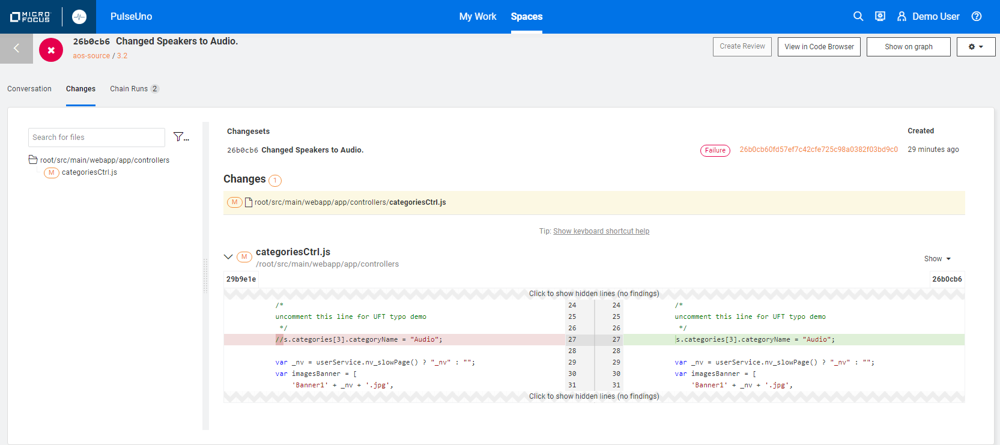 MICRO FOCUS PulseUno My Work Spaces Demo User
26b0cb6 Changed Speakers to Audio.
aos-source / 3.2
Create Review View in Code Browser Show on graph
Conversation Changes Chain Runs 2
Search for files ...
root/src/main/webapp/app/controllers
M categoriesCtrl.js
Changesets Created
26b0cb6 Changed Speakers to Audio. Failure 26b0cb60fd57ef7c42cfe725c98a0382f03bd9c0 29 minutes ago
Changes 1
M root/src/main/webapp/app/controllers/categoriesCtrl.js
Tip: Show keyboard shortcut help
M categoriesCtrl.js
/root/src/main/webapp/app/controllers
Show
29b9e1e 26b0cb6
Click to show hidden lines (no findings)
/* 24 24 /*
uncomment this line for UFT typo demo 25 25 uncomment this line for UFT typo demo
*/ 26 26 */
//s.categories[3].categoryName = "Audio"; 27 27 s.categories[3].categoryName = "Audio";
28 28
var _nv = userService.nv_slowPage() ? "_nv" : ""; 29 29 var _nv = userService.nv_slowPage() ? "_nv" : "";
var imagesBanner = [ 30 30 var imagesBanner = [
'Banner1' + _nv + '.jpg', 31 31 'Banner1' + _nv + '.jpg',
Click to show hidden lines (no findings)